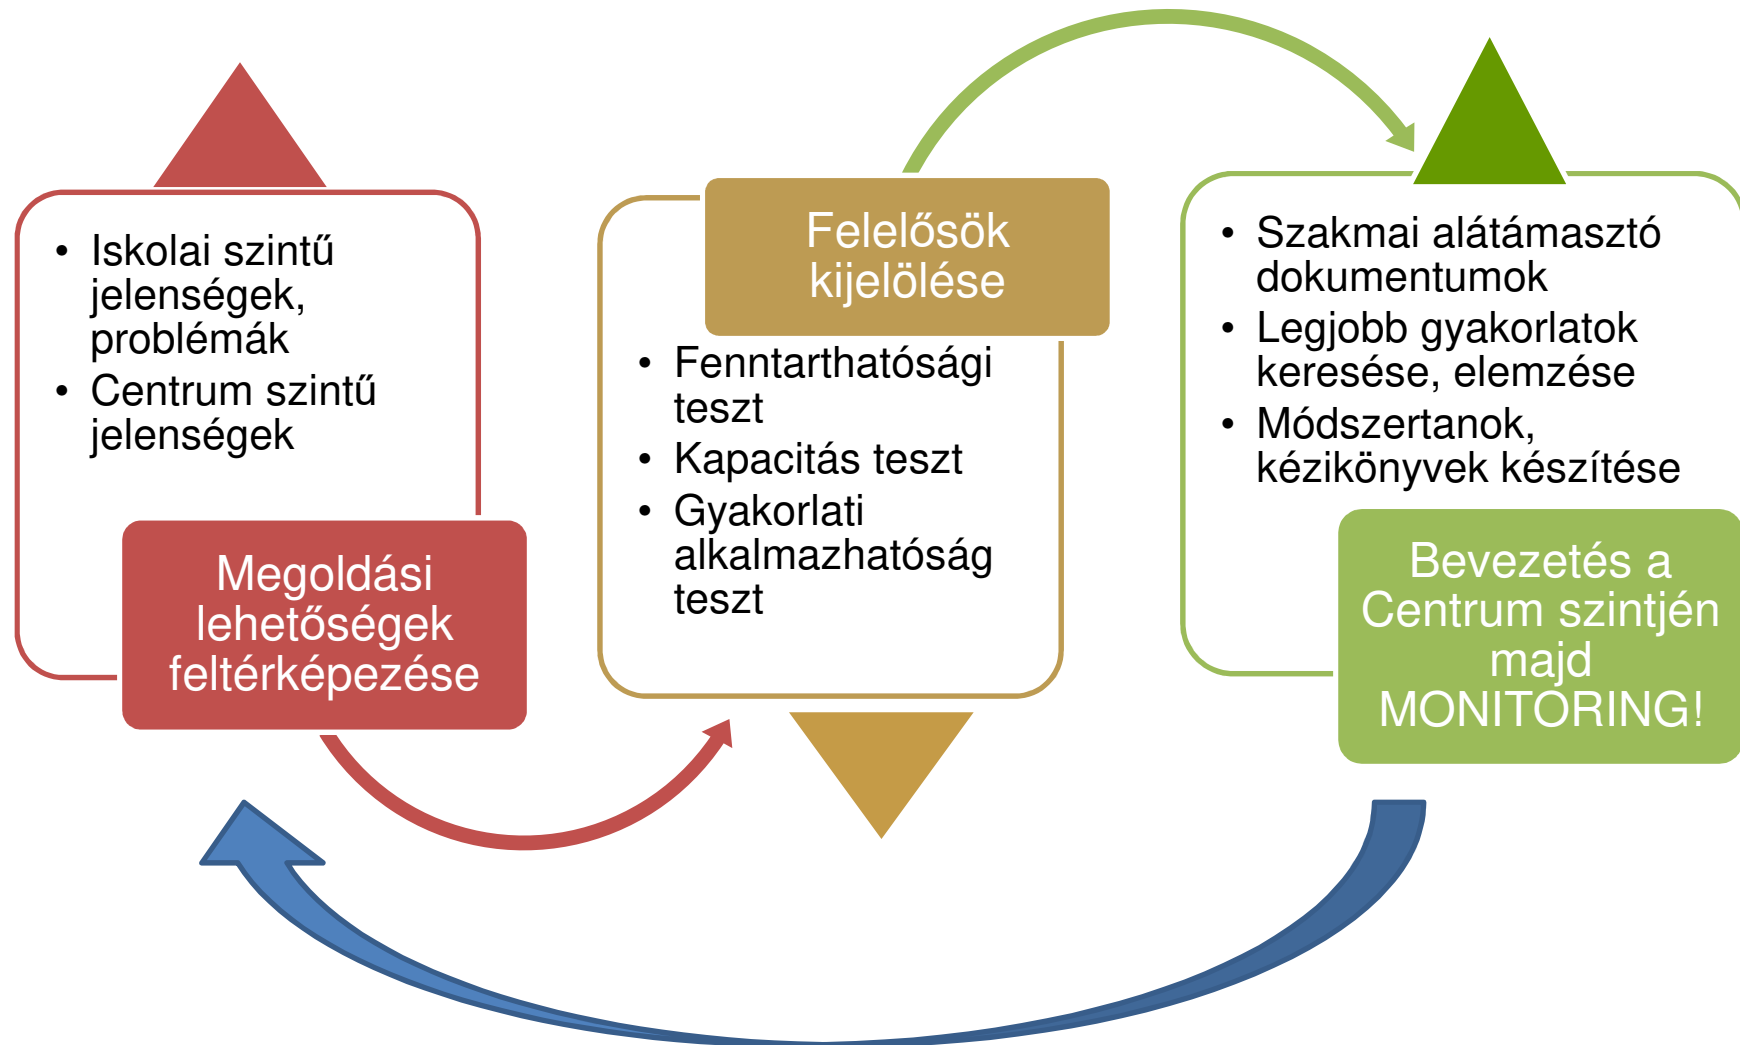 • Iskolai szintű
jelenségek,
problémák
• Centrum szintű
jelenségek
Megoldási
lehetőségek
feltérképezése
Felelősök
kijelölése
• Fenntarthatósági
teszt
• Kapacitás teszt
• Gyakorlati
alkalmazhatóság
teszt
• Szakmai alátámasztó
dokumentumok
• Legjobb gyakorlatok
keresése, elemzése
• Módszertanok,
kézikönyvek készítése
Bevezetés a
Centrum szintjén
majd
MONITORING!